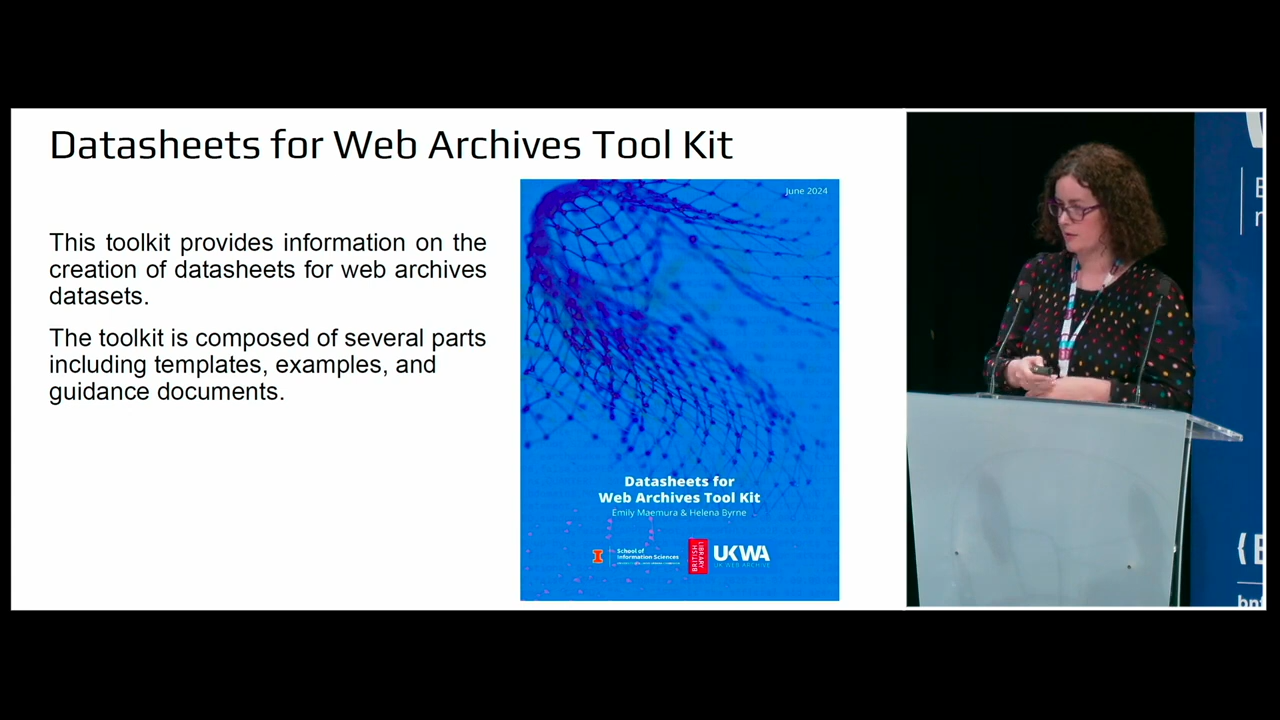 Datasheets for Web Archives Tool Kit
This toolkit provides information on the
creation of datasheets for web archives
datasets.
The toolkit is composed of several parts
including templates, examples, and
guidance documents.
June 2024
Datasheets for
Web Archives Tool Kit
Emily Maemura & Helena Byrne
School of
Information Sciences
BRITISH
LIBRARY
UKWA
UK WEB ARCHIVE